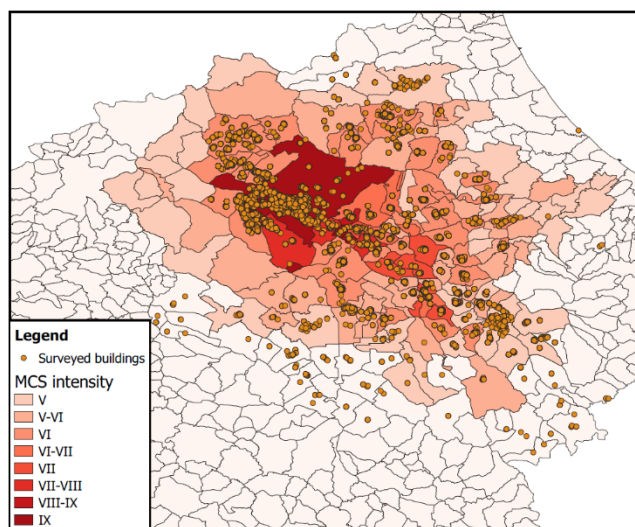 Legend
Surveyed buildings
MCS intensity
V
V-VI
VI
VI-VII
VII
VII-VIII
VIII-IX
IX